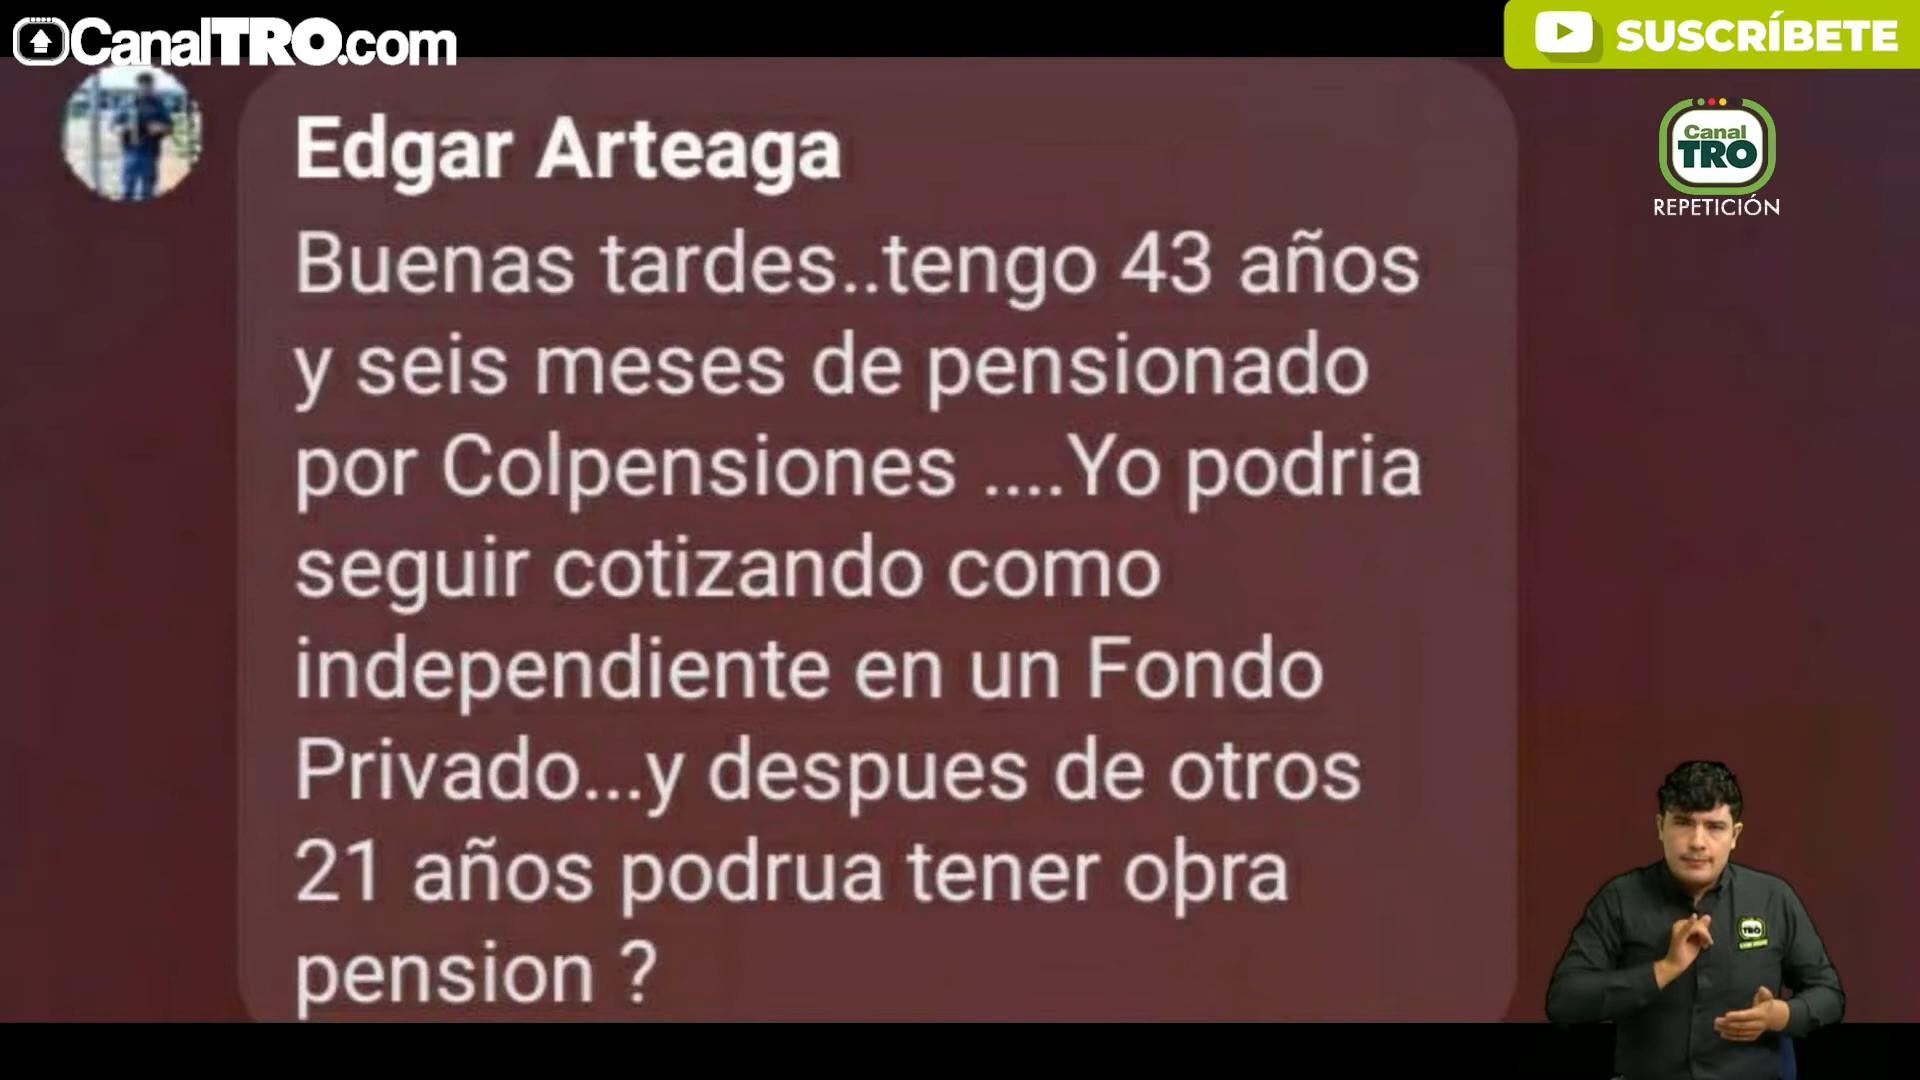 CanalTRO.com
SUSCRÍBETE
Canal
TRO
REPETICIÓN
Edgar Arteaga
Buenas tardes..tengo 43 años
y seis meses de pensionado
por Colpensiones ....Yo podria
seguir cotizando como
independiente en un Fondo
Privado...y despues de otros
21 años podrua tener oþra
pension ?
TRO